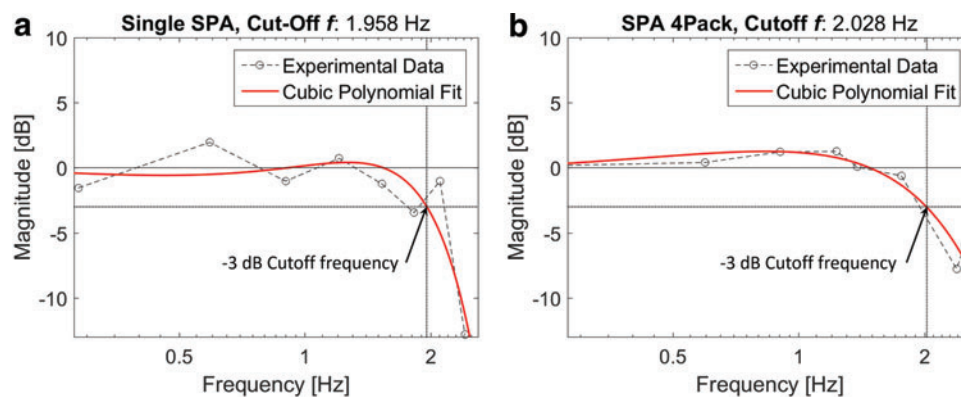 a
Single SPA, Cut-Off f: 1.958 Hz
10
5
0
-5
-10
Magnitude [dB]
Experimental Data
Cubic Polynomial Fit
-3 dB Cutoff frequency
0.5
1
2
Frequency [Hz]
b
SPA 4Pack, Cutoff f: 2.028 Hz
10
5
0
-5
-10
Magnitude [dB]
Experimental Data
Cubic Polynomial Fit
-3 dB Cutoff frequency
0.5
1
2
Frequency [Hz]